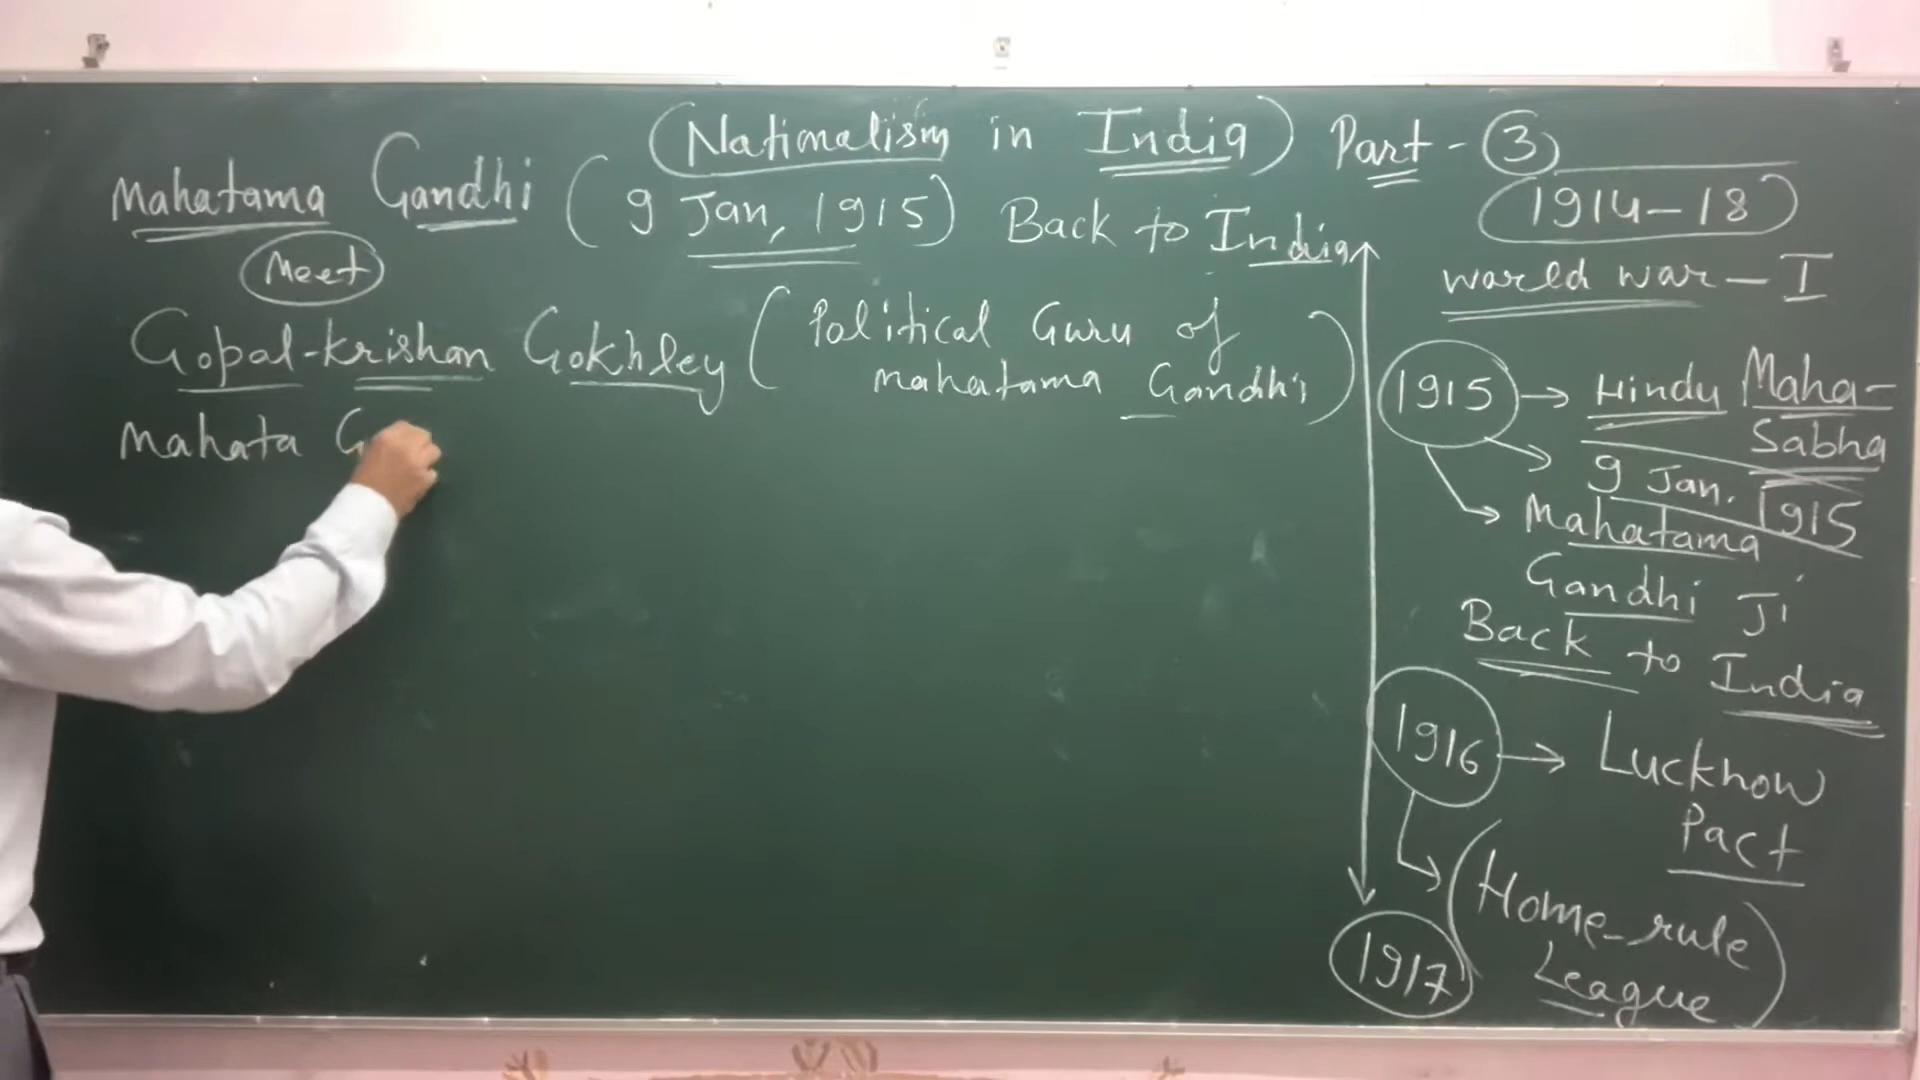 (Nationalism in India) Part - 3
Mahatama Gandhi (9 Jan, 1915) Back to India
Meet
Gopal-krishan Gokhley (Political Guru of
mahatama Gandhi)
Mahata G
1914-18
world war - I
1915 → Hindu Maha-
Sabha
→ 9 Jan. 1915
→ Mahatama
Gandhi Ji
Back to India
1916 → Lucknow
Pact
→ (Home-rule
League)
1917